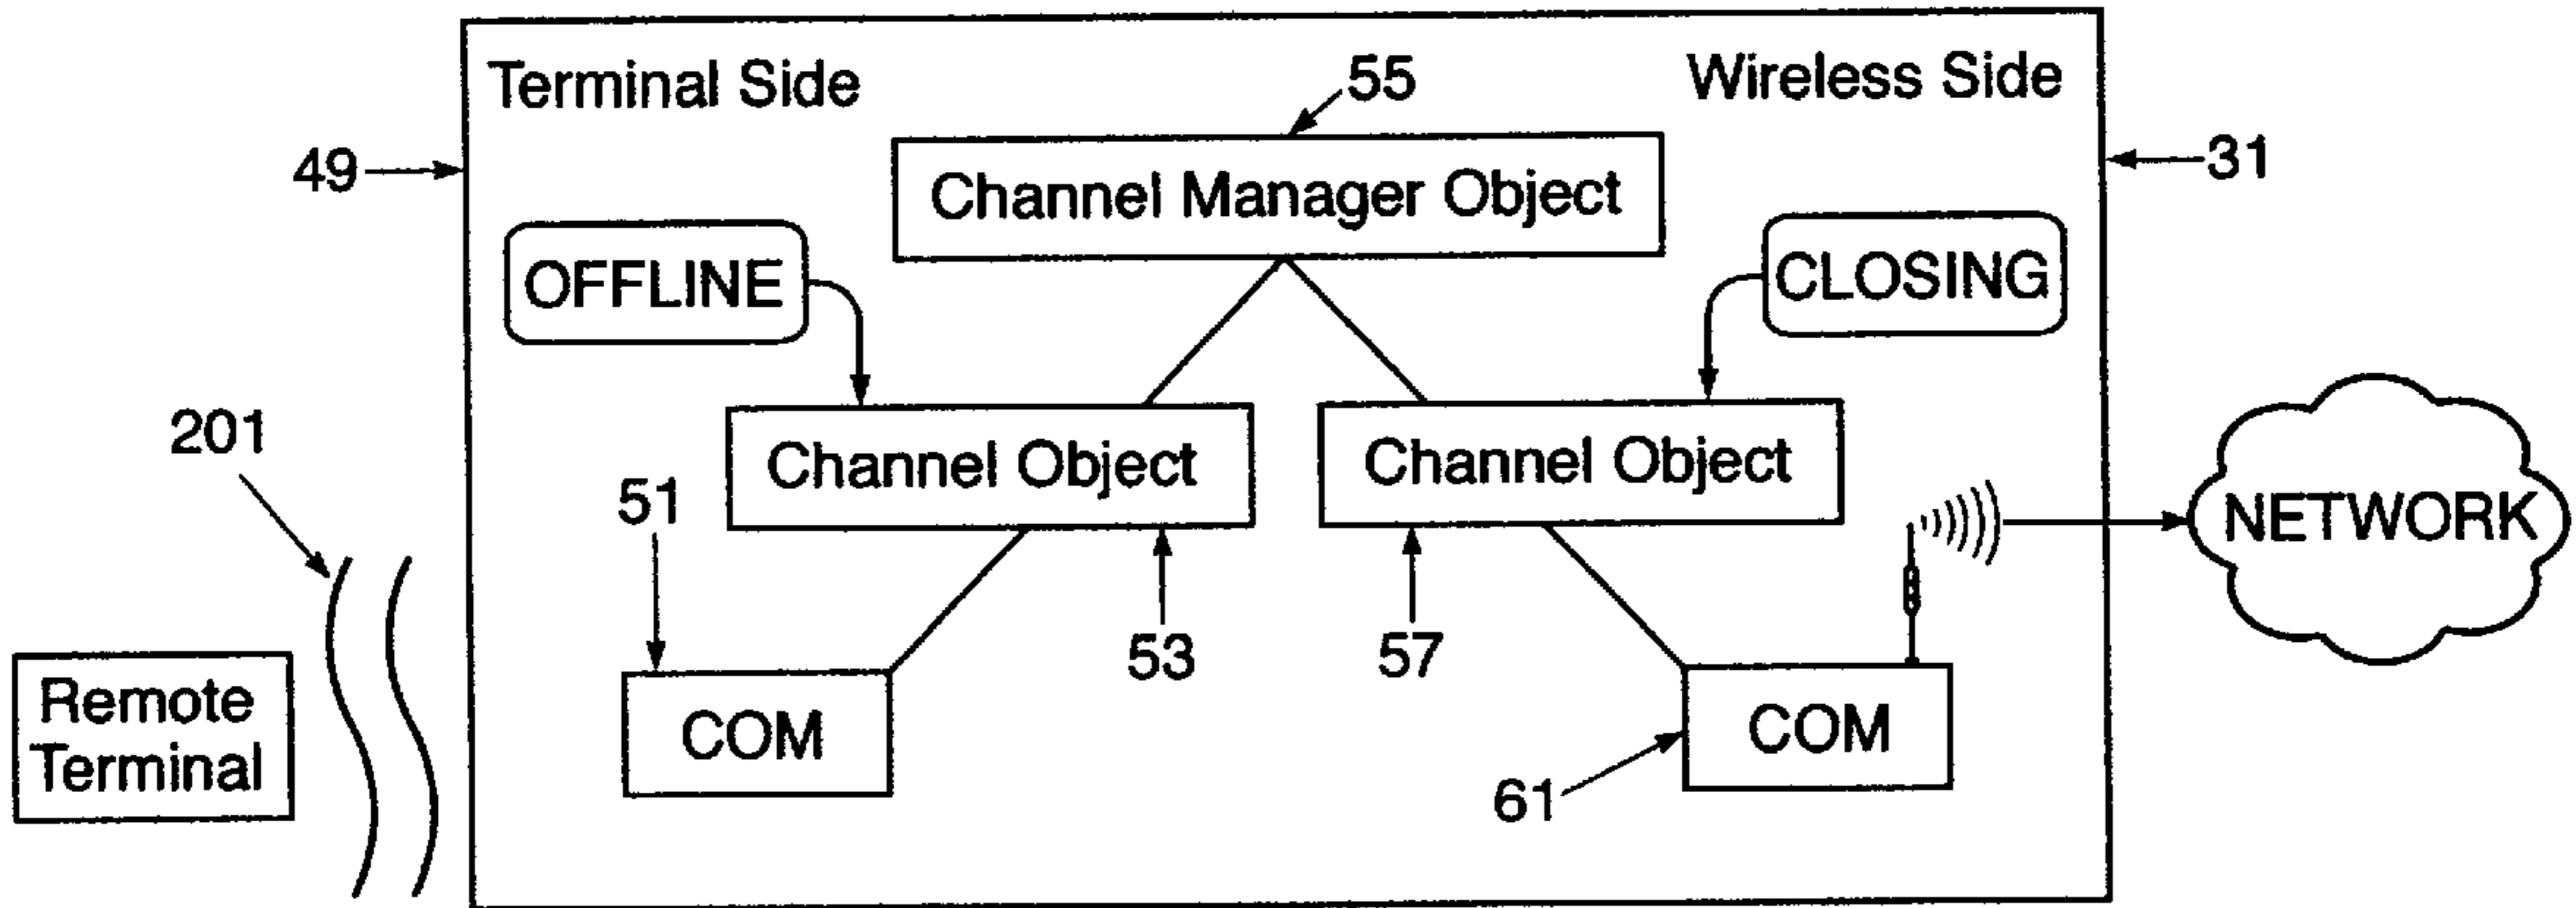 Terminal Side
Wireless Side
55
49
31
Channel Manager Object
OFFLINE
CLOSING
201
Channel Object
Channel Object
51
NETWORK
53
57
Remote
Terminal
COM
COM
61